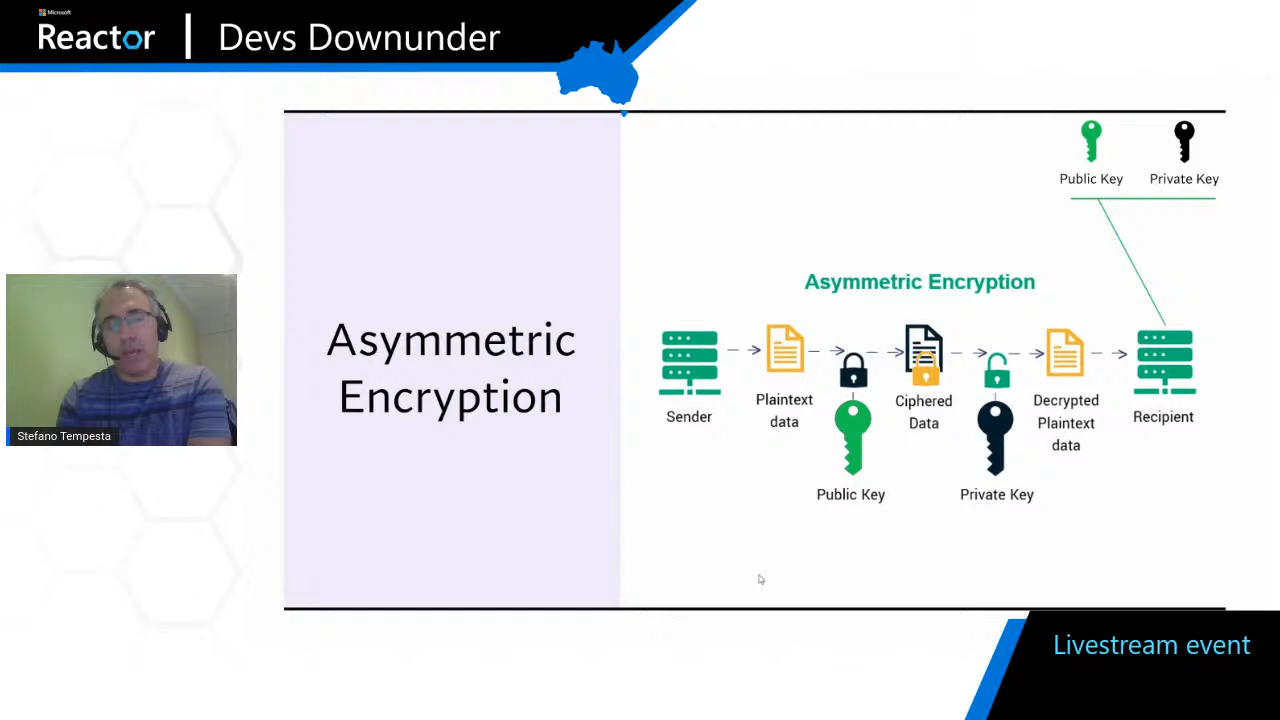 Microsoft
Reactor
Devs Downunder
Public Key
Private Key
Asymmetric Encryption
Asymmetric
Encryption
Sender
Plaintext
data
Ciphered
Data
Decrypted
Plaintext
data
Recipient
Public Key
Private Key
Stefano Tempesta
Livestream event